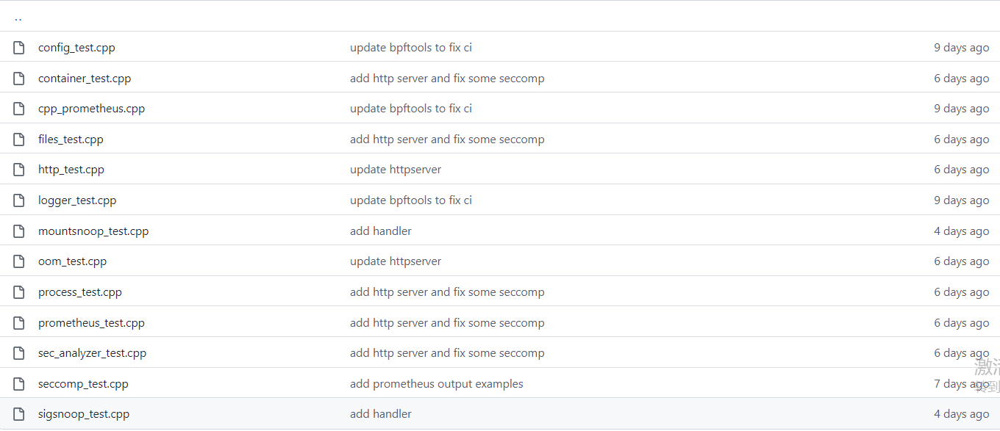 ..
config_test.cpp update bpftools to fix ci 9 days ago
container_test.cpp add http server and fix some seccomp 6 days ago
cpp_prometheus.cpp update bpftools to fix ci 9 days ago
files_test.cpp add http server and fix some seccomp 6 days ago
http_test.cpp update httpserver 6 days ago
logger_test.cpp update bpftools to fix ci 9 days ago
mountsnoop_test.cpp add handler 4 days ago
oom_test.cpp update httpserver 6 days ago
process_test.cpp add http server and fix some seccomp 6 days ago
prometheus_test.cpp add http server and fix some seccomp 6 days ago
sec_analyzer_test.cpp add http server and fix some seccomp 6 days ago
激
seccomp_test.cpp add prometheus output examples 7 days ago
转到
sigsnoop_test.cpp add handler 4 days ago